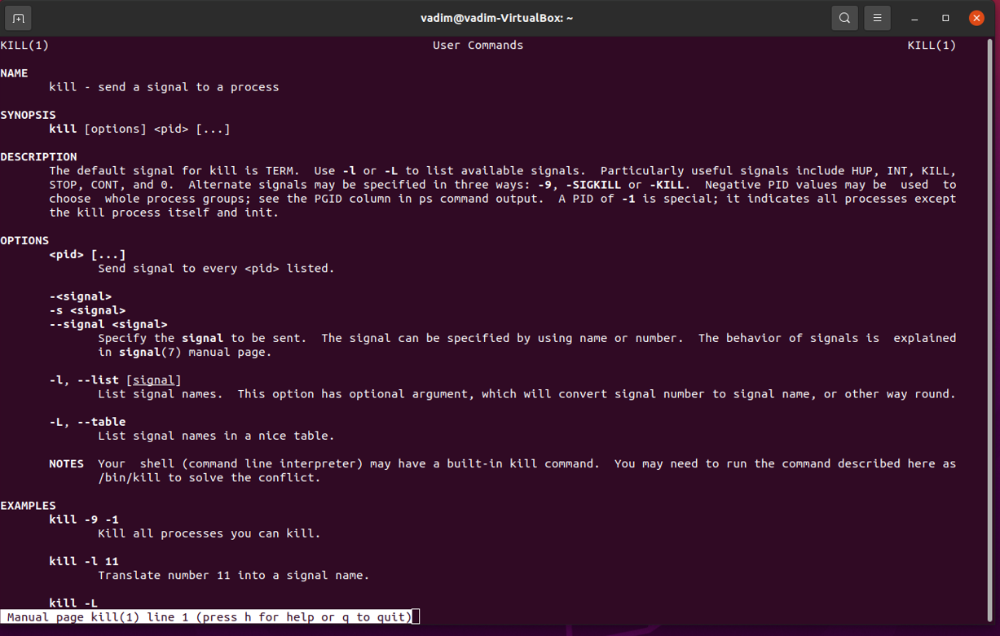 vadim@vadim-VirtualBox: ~
KILL(1) User Commands KILL(1)
NAME
kill - send a signal to a process
SYNOPSIS
kill [options] <pid> [...]
DESCRIPTION
The default signal for kill is TERM.  Use -l or -L to list available signals.  Particularly useful signals include HUP, INT, KILL,
STOP, CONT, and 0.  Alternate signals may be specified in three ways: -9, -SIGKILL or -KILL.  Negative PID values may be  used  to
choose  whole process groups; see the PGID column in ps command output.  A PID of -1 is special; it indicates all processes except
the kill process itself and init.
OPTIONS
<pid> [...]
Send signal to every <pid> listed.
-<signal>
-s <signal>
--signal <signal>
Specify the signal to be sent.  The signal can be specified by using name or number.  The behavior of signals is  explained
in signal(7) manual page.
-l, --list [signal]
List signal names.  This option has optional argument, which will convert signal number to signal name, or other way round.
-L, --table
List signal names in a nice table.
NOTES  Your  shell (command line interpreter) may have a built-in kill command.  You may need to run the command described here as
/bin/kill to solve the conflict.
EXAMPLES
kill -9 -1
Kill all processes you can kill.
kill -l 11
Translate number 11 into a signal name.
kill -L
Manual page kill(1) line 1 (press h for help or q to quit)